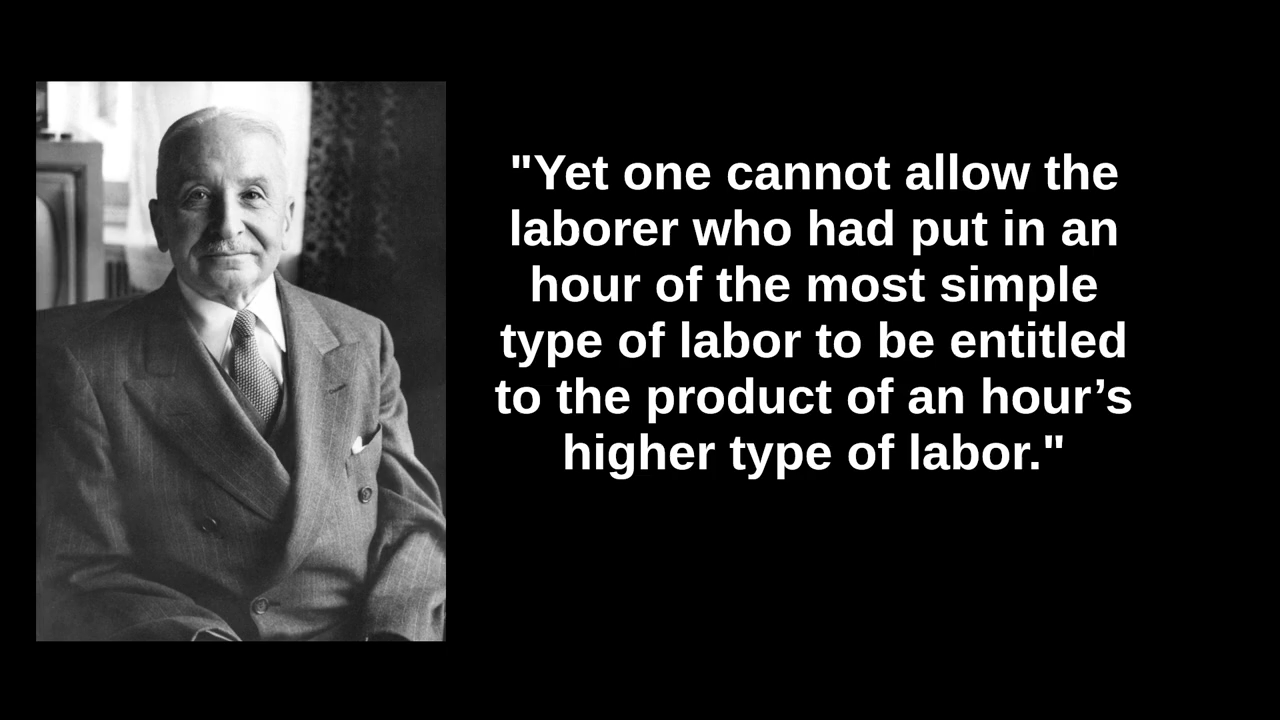 "Yet one cannot allow the
laborer who had put in an
hour of the most simple
type of labor to be entitled
to the product of an hour’s
higher type of labor."